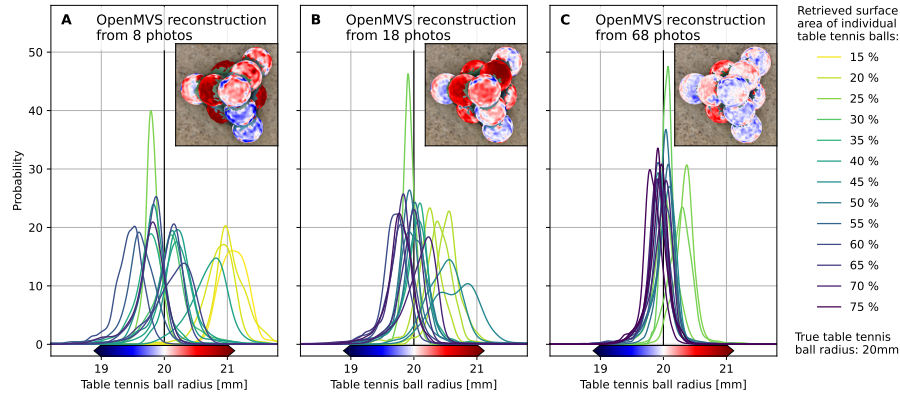 A OpenMVS reconstruction
from 8 photos
B OpenMVS reconstruction
from 18 photos
C OpenMVS reconstruction
from 68 photos
Retrieved surface
area of individual
table tennis balls:
15 %
20 %
25 %
30 %
35 %
40 %
45 %
50 %
55 %
60 %
65 %
70 %
75 %
True table tennis
ball radius: 20mm
Probability
50
40
30
20
10
0
19 20 21
Table tennis ball radius [mm]
19 20 21
Table tennis ball radius [mm]
19 20 21
Table tennis ball radius [mm]